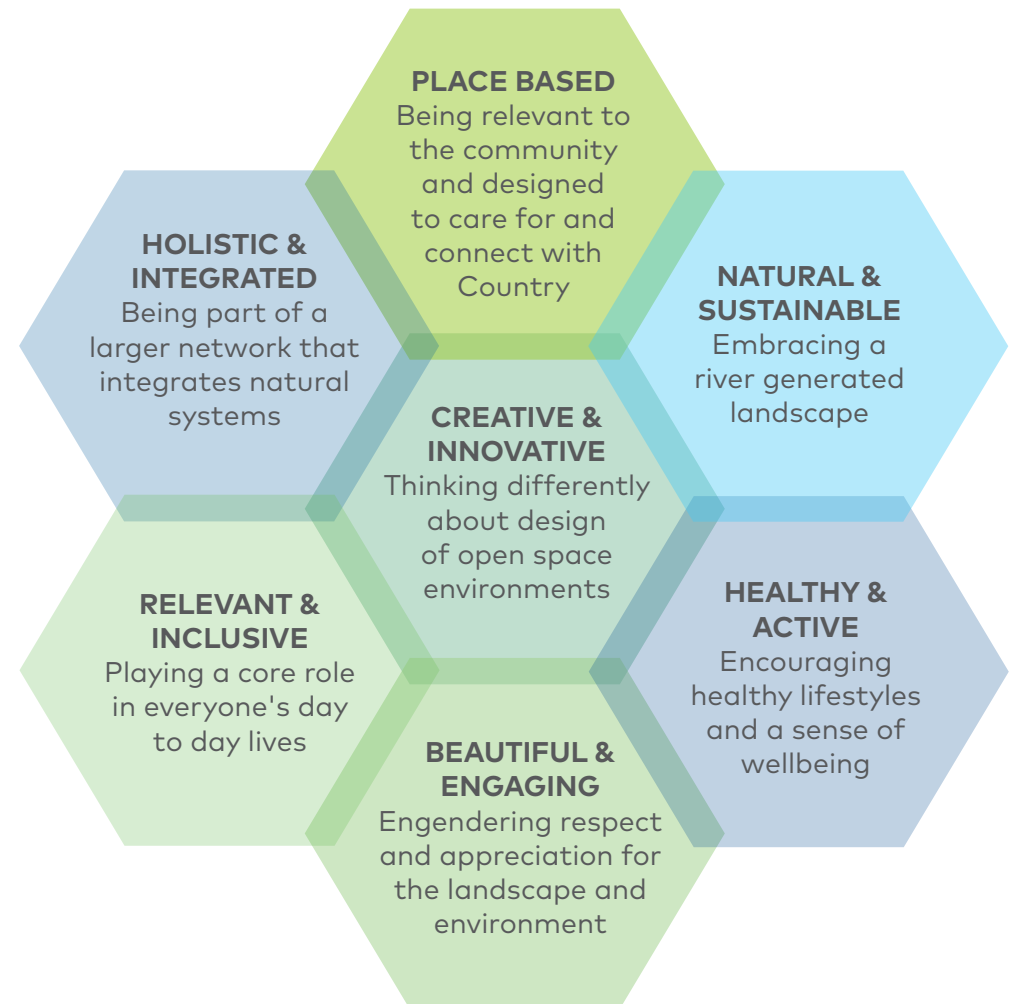 PLACE BASED
Being relevant to
the community
and designed
to care for and
connect with
Country
HOLISTIC &
INTEGRATED
Being part of a
larger network that
integrates natural
systems
NATURAL &
SUSTAINABLE
Embracing a
river generated
landscape
CREATIVE &
INNOVATIVE
Thinking differently
about design
of open space
environments
RELEVANT &
INCLUSIVE
Playing a core role
in everyone's day
to day lives
HEALTHY &
ACTIVE
Encouraging
healthy lifestyles
and a sense of
wellbeing
BEAUTIFUL &
ENGAGING
Engendering respect
and appreciation for
the landscape and
environment